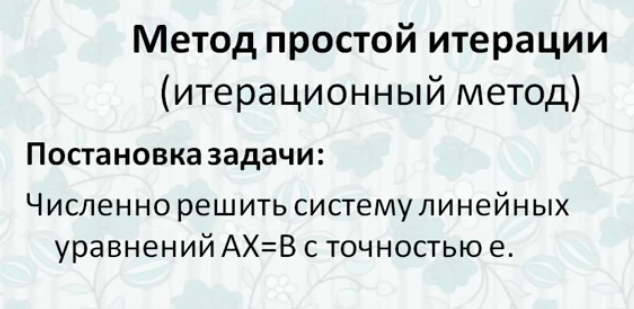 Метод простой итерации
(итерационный метод)
Постановка задачи:
Численно решить систему линейных
уравнений АХ=В с точностью е.